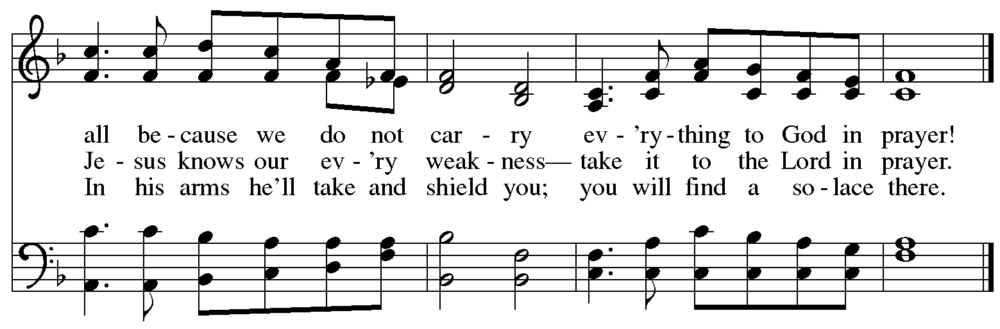 all be - cause we do not car - ry ev - 'ry - thing to God in prayer!
Je - sus knows our ev - 'ry weak - ness— take it to the Lord in prayer.
In his arms he'll take and shield you; you will find a so - lace there.